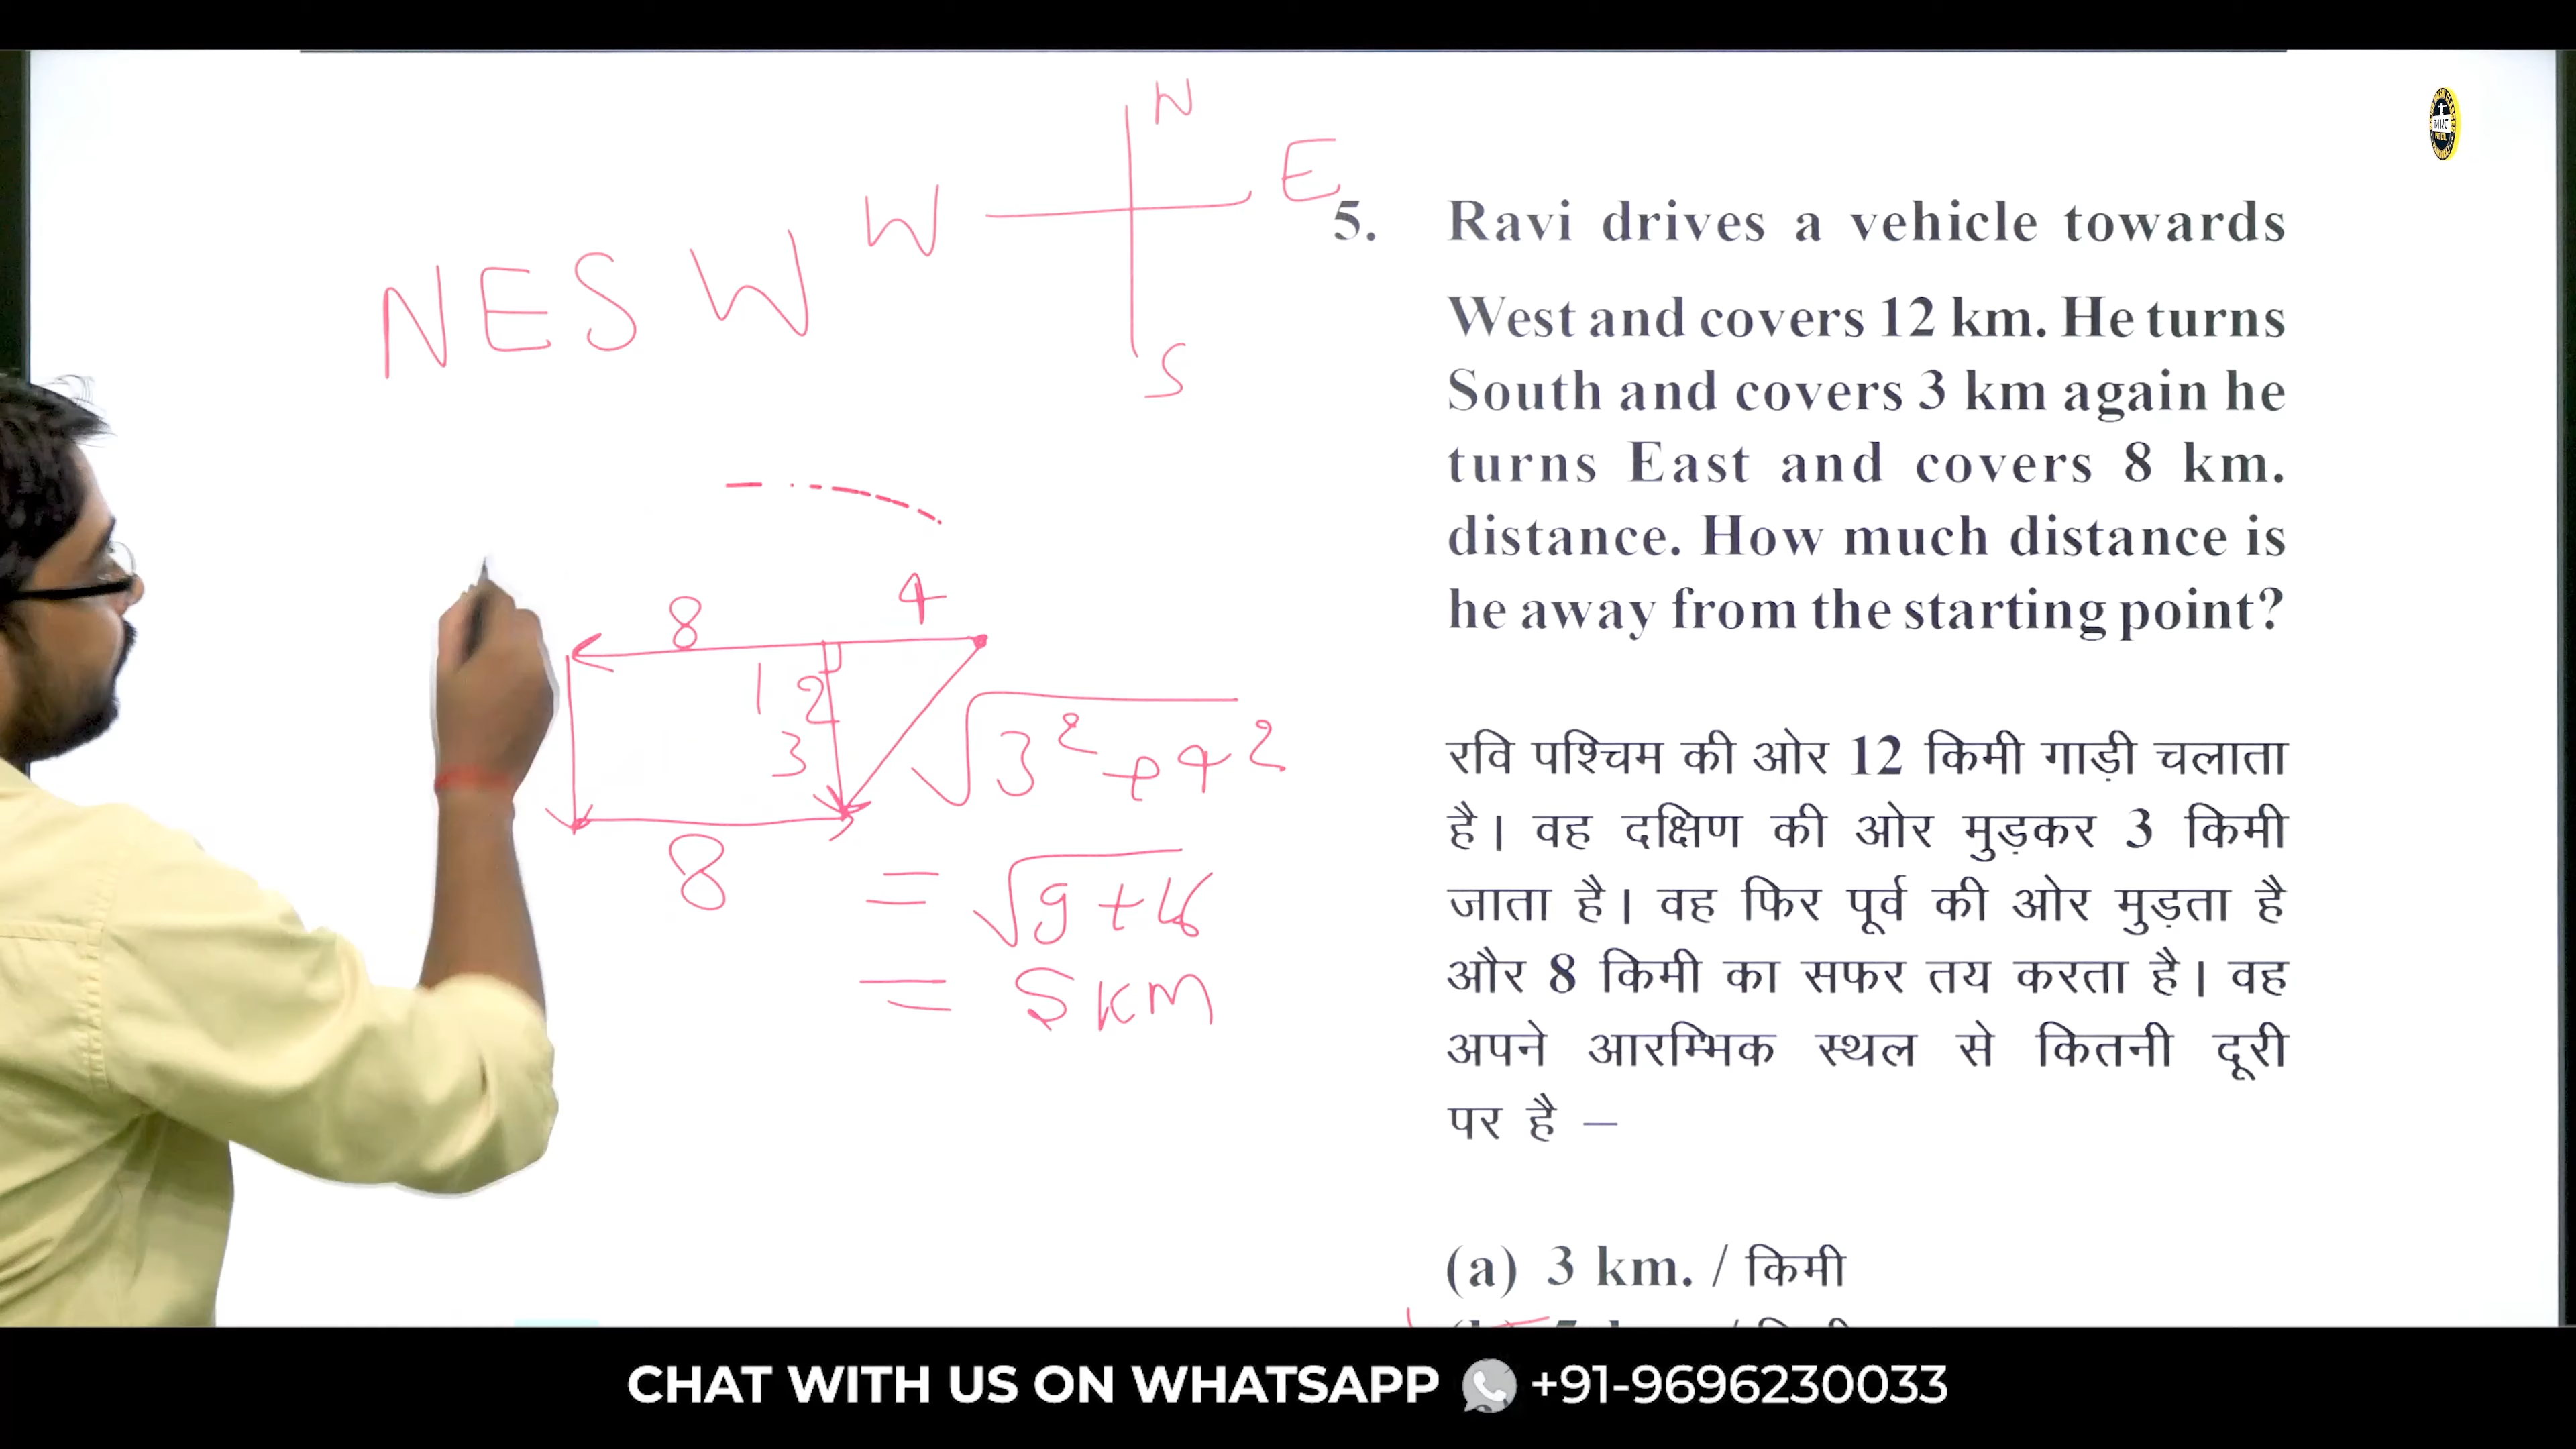 N
W E
NESW
S
5. Ravi drives a vehicle towards
West and covers 12 km. He turns
South and covers 3 km again he
turns East and covers 8 km.
distance. How much distance is
he away from the starting point?
8 4
12
3
8
√3²+4²
= √9+16
= 5 KM
रवि पश्चिम की ओर 12 किमी गाड़ी चलाता
है। वह दक्षिण की ओर मुड़कर 3 किमी
जाता है। वह फिर पूर्व की ओर मुड़ता है
और 8 किमी का सफर तय करता है। वह
अपने आरम्भिक स्थल से कितनी दूरी
पर है –
(a) 3 km. / किमी
CHAT WITH US ON WHATSAPP +91-9696230033